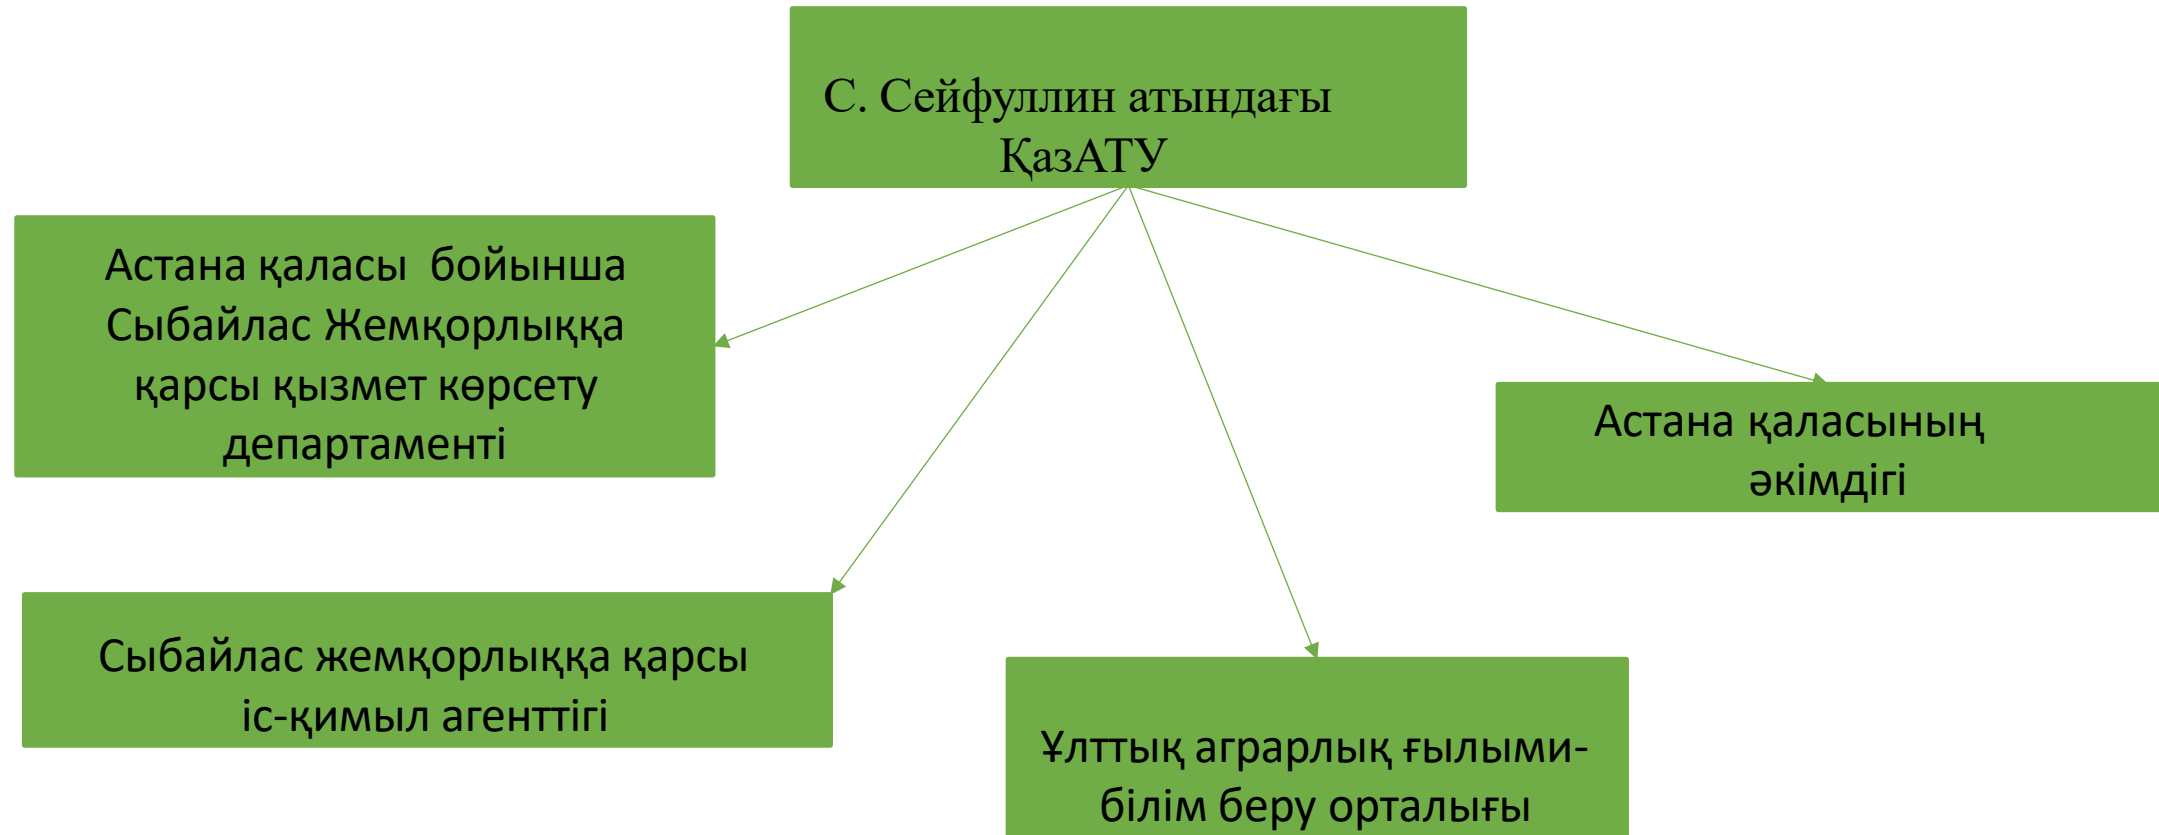 С. Сейфуллин атындағы
ҚазАТУ
Астана қаласы  бойынша
Сыбайлас Жемқорлыққа
қарсы қызмет көрсету
департаменті
Астана қаласының
әкімдігі
Сыбайлас жемқорлыққа қарсы
іс-қимыл агенттігі
Ұлттық аграрлық ғылыми-
білім беру орталығы